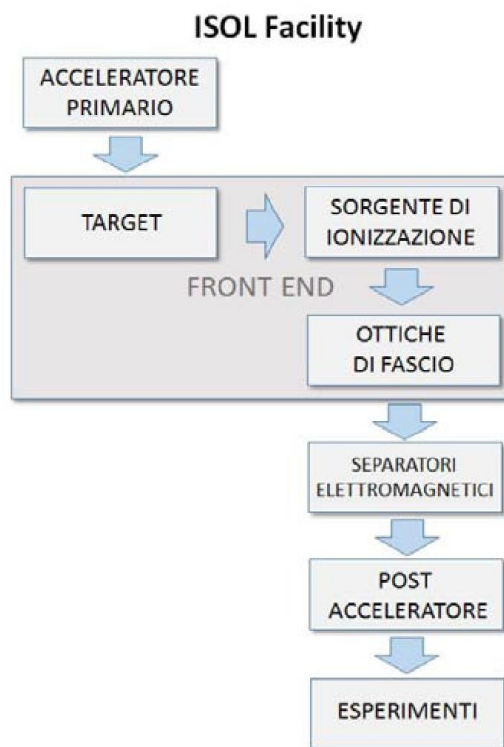 ISOL Facility
ACCELERATORE
PRIMARIO
TARGET
SORGENTE DI
IONIZZAZIONE
FRONT END
OTTICHE
DI FASCIO
SEPARATORI
ELETTROMAGNETICI
POST
ACCELERATORE
ESPERIMENTI